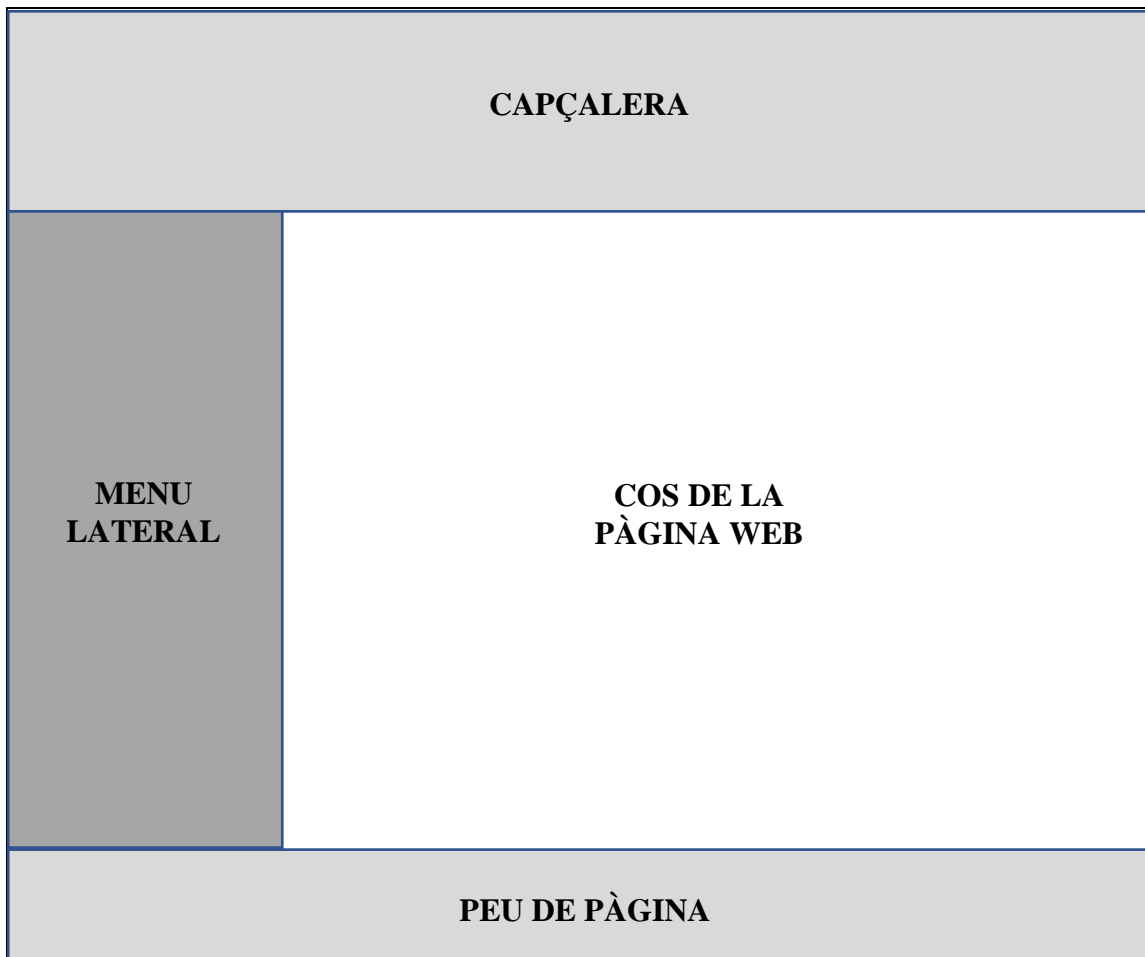 CAPÇALERA
MENU
LATERAL
COS DE LA
PÀGINA WEB
PEU DE PÀGINA